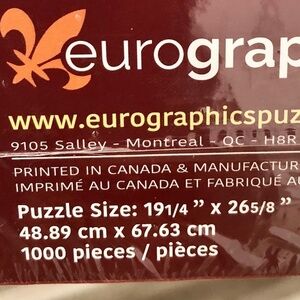 eurograp
www.eurographicspuz
9105 Salley - Montreal - QC - H8R
PRINTED IN CANADA & MANUFACTUR
IMPRIMÉ AU CANADA ET FABRIQUÉ AU
Puzzle Size: 19 1/4 ” x 26 5/8 ”
48.89 cm x 67.63 cm
1000 pieces / pièces